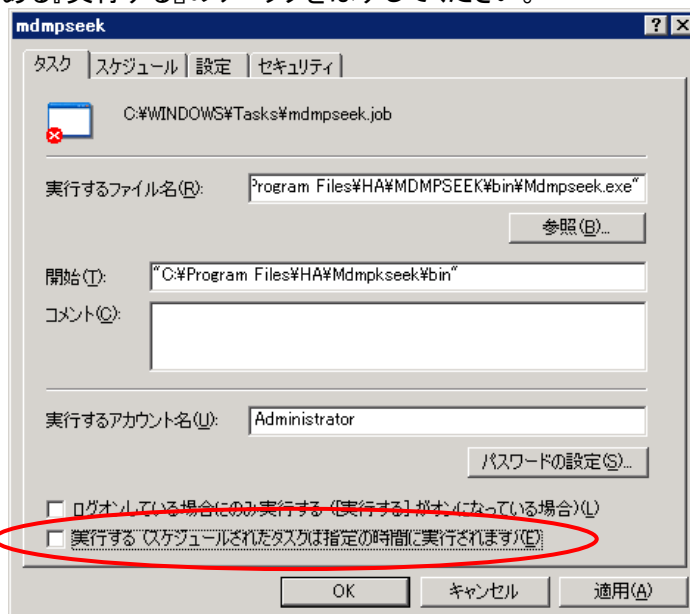 ある『実行する』のチェックをはずしてください。
mdmpseek
タスク スケジュール 設定 セキュリティ
C:¥WINDOWS¥Tasks¥mdmpseek.job
実行するファイル名(R): Program Files¥HA¥MDMPSEEK¥bin¥Mdmpseek.exe"
参照(B)...
開始(T): "C:¥Program Files¥HA¥Mdmpkseek¥bin"
コメント(C):
実行するアカウント名(U): Administrator
パスワードの設定(S)...
ログオンしている場合にのみ実行する ([実行する] がオンになっている場合)(L)
実行する (スケジュールされたタスクは指定の時間に実行されます)(E)
OK キャンセル 適用(A)